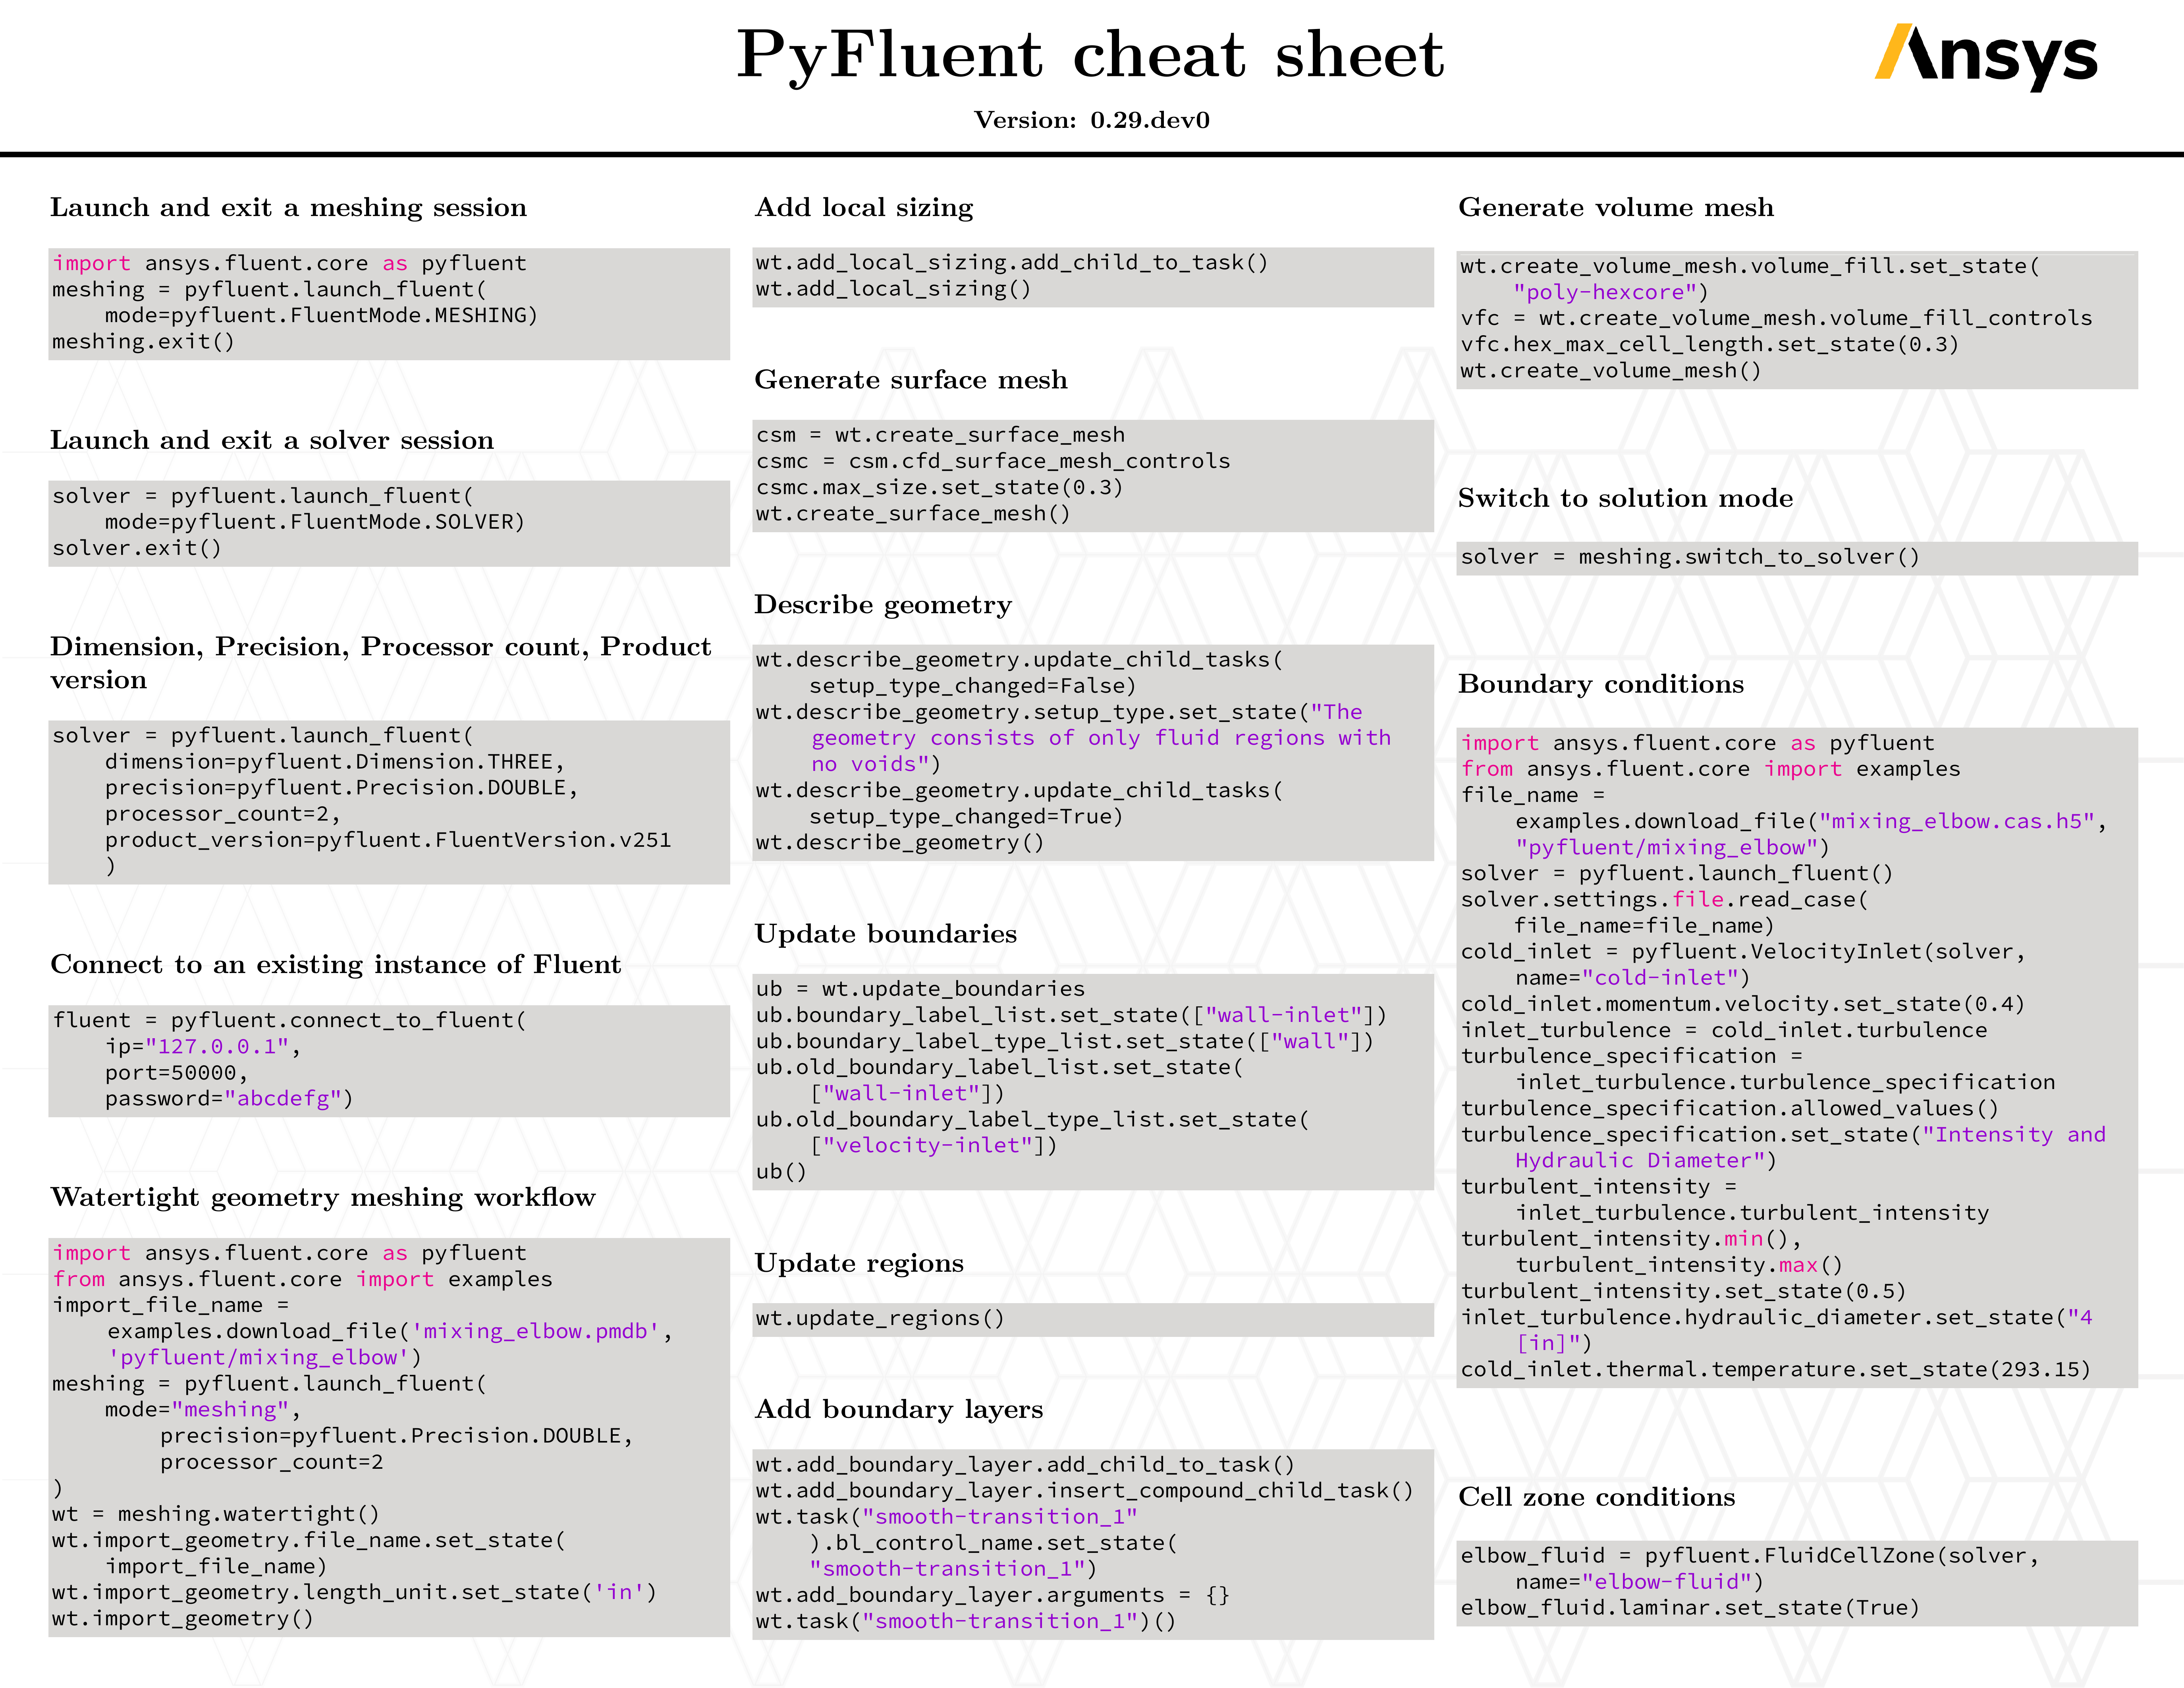 PyFluent cheat sheet
Ansys
Version: 0.29.dev0
Launch and exit a meshing session
import ansys.fluent.core as pyfluent
meshing = pyfluent.launch_fluent(
    mode=pyfluent.FluentMode.MESHING)
meshing.exit()
Launch and exit a solver session
solver = pyfluent.launch_fluent(
    mode=pyfluent.FluentMode.SOLVER)
solver.exit()
Dimension, Precision, Processor count, Product
version
solver = pyfluent.launch_fluent(
    dimension=pyfluent.Dimension.THREE,
    precision=pyfluent.Precision.DOUBLE,
    processor_count=2,
    product_version=pyfluent.FluentVersion.v251
    )
Connect to an existing instance of Fluent
fluent = pyfluent.connect_to_fluent(
    ip="127.0.0.1",
    port=50000,
    password="abcdefg")
Watertight geometry meshing workflow
import ansys.fluent.core as pyfluent
from ansys.fluent.core import examples
import_file_name =
    examples.download_file('mixing_elbow.pmdb',
    'pyfluent/mixing_elbow')
meshing = pyfluent.launch_fluent(
    mode="meshing",
        precision=pyfluent.Precision.DOUBLE,
        processor_count=2
)
wt = meshing.watertight()
wt.import_geometry.file_name.set_state(
    import_file_name)
wt.import_geometry.length_unit.set_state('in')
wt.import_geometry()
Add local sizing
wt.add_local_sizing.add_child_to_task()
wt.add_local_sizing()
Generate surface mesh
csm = wt.create_surface_mesh
csmc = csm.cfd_surface_mesh_controls
csmc.max_size.set_state(0.3)
wt.create_surface_mesh()
Describe geometry
wt.describe_geometry.update_child_tasks(
    setup_type_changed=False)
wt.describe_geometry.setup_type.set_state("The
    geometry consists of only fluid regions with
    no voids")
wt.describe_geometry.update_child_tasks(
    setup_type_changed=True)
wt.describe_geometry()
Update boundaries
ub = wt.update_boundaries
ub.boundary_label_list.set_state(["wall-inlet"])
ub.boundary_label_type_list.set_state(["wall"])
ub.old_boundary_label_list.set_state(
    ["wall-inlet"])
ub.old_boundary_label_type_list.set_state(
    ["velocity-inlet"])
ub()
Update regions
wt.update_regions()
Add boundary layers
wt.add_boundary_layer.add_child_to_task()
wt.add_boundary_layer.insert_compound_child_task()
wt.task("smooth-transition_1"
    ).bl_control_name.set_state(
    "smooth-transition_1")
wt.add_boundary_layer.arguments = {}
wt.task("smooth-transition_1")()
Generate volume mesh
wt.create_volume_mesh.volume_fill.set_state(
    "poly-hexcore")
vfc = wt.create_volume_mesh.volume_fill_controls
vfc.hex_max_cell_length.set_state(0.3)
wt.create_volume_mesh()
Switch to solution mode
solver = meshing.switch_to_solver()
Boundary conditions
import ansys.fluent.core as pyfluent
from ansys.fluent.core import examples
file_name =
    examples.download_file("mixing_elbow.cas.h5",
    "pyfluent/mixing_elbow")
solver = pyfluent.launch_fluent()
solver.settings.file.read_case(
    file_name=file_name)
cold_inlet = pyfluent.VelocityInlet(solver,
    name="cold-inlet")
cold_inlet.momentum.velocity.set_state(0.4)
inlet_turbulence = cold_inlet.turbulence
turbulence_specification =
    inlet_turbulence.turbulence_specification
turbulence_specification.allowed_values()
turbulence_specification.set_state("Intensity and
    Hydraulic Diameter")
turbulent_intensity =
    inlet_turbulence.turbulent_intensity
turbulent_intensity.min(),
    turbulent_intensity.max()
turbulent_intensity.set_state(0.5)
inlet_turbulence.hydraulic_diameter.set_state("4
    [in]")
cold_inlet.thermal.temperature.set_state(293.15)
Cell zone conditions
elbow_fluid = pyfluent.FluidCellZone(solver,
    name="elbow-fluid")
elbow_fluid.laminar.set_state(True)